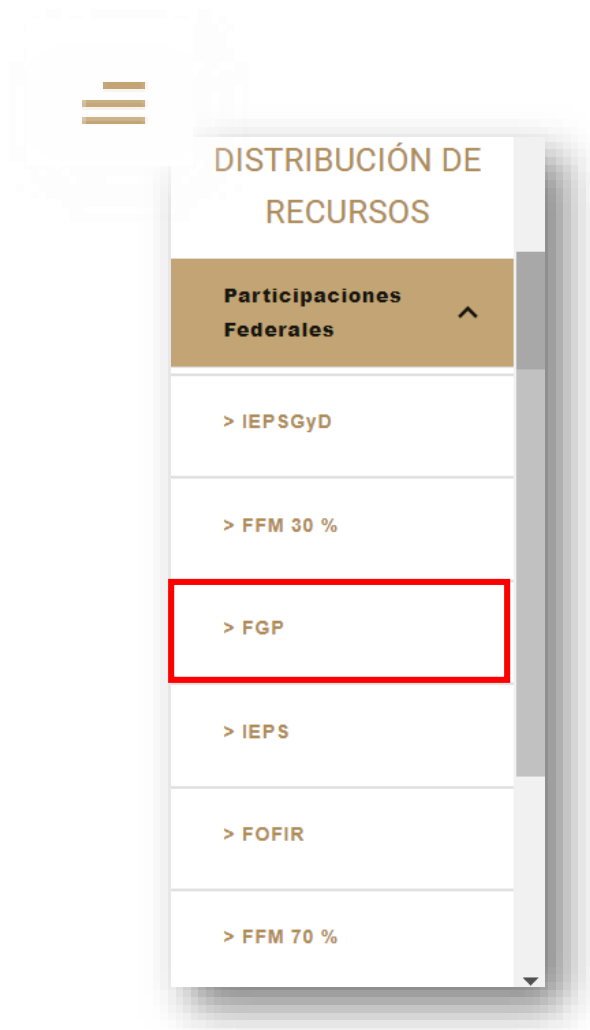 DISTRIBUCIÓN DE
RECURSOS
Participaciones
Federales
> IEPSGyD
> FFM 30 %
> FGP
> IEPS
> FOFIR
> FFM 70 %